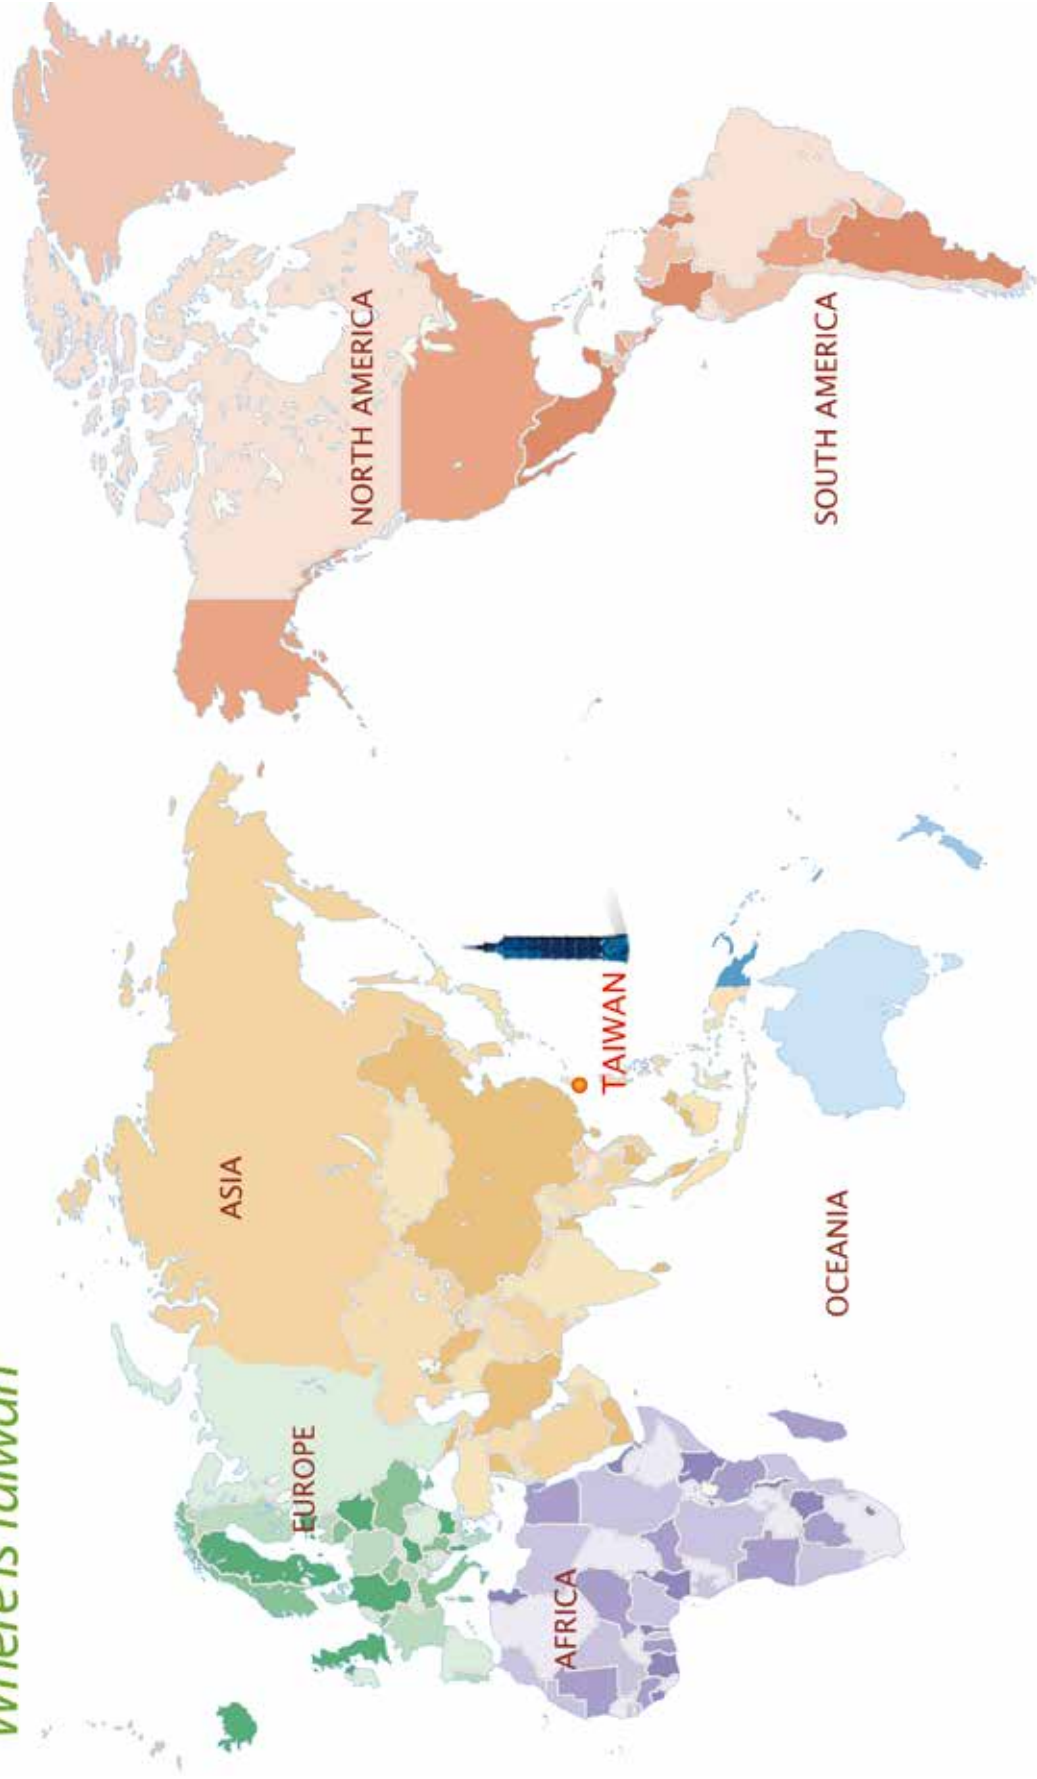 Where is Taiwan
NORTH AMERICA
ASIA
EUROPE
TAIWAN
AFRICA
SOUTH AMERICA
OCEANIA